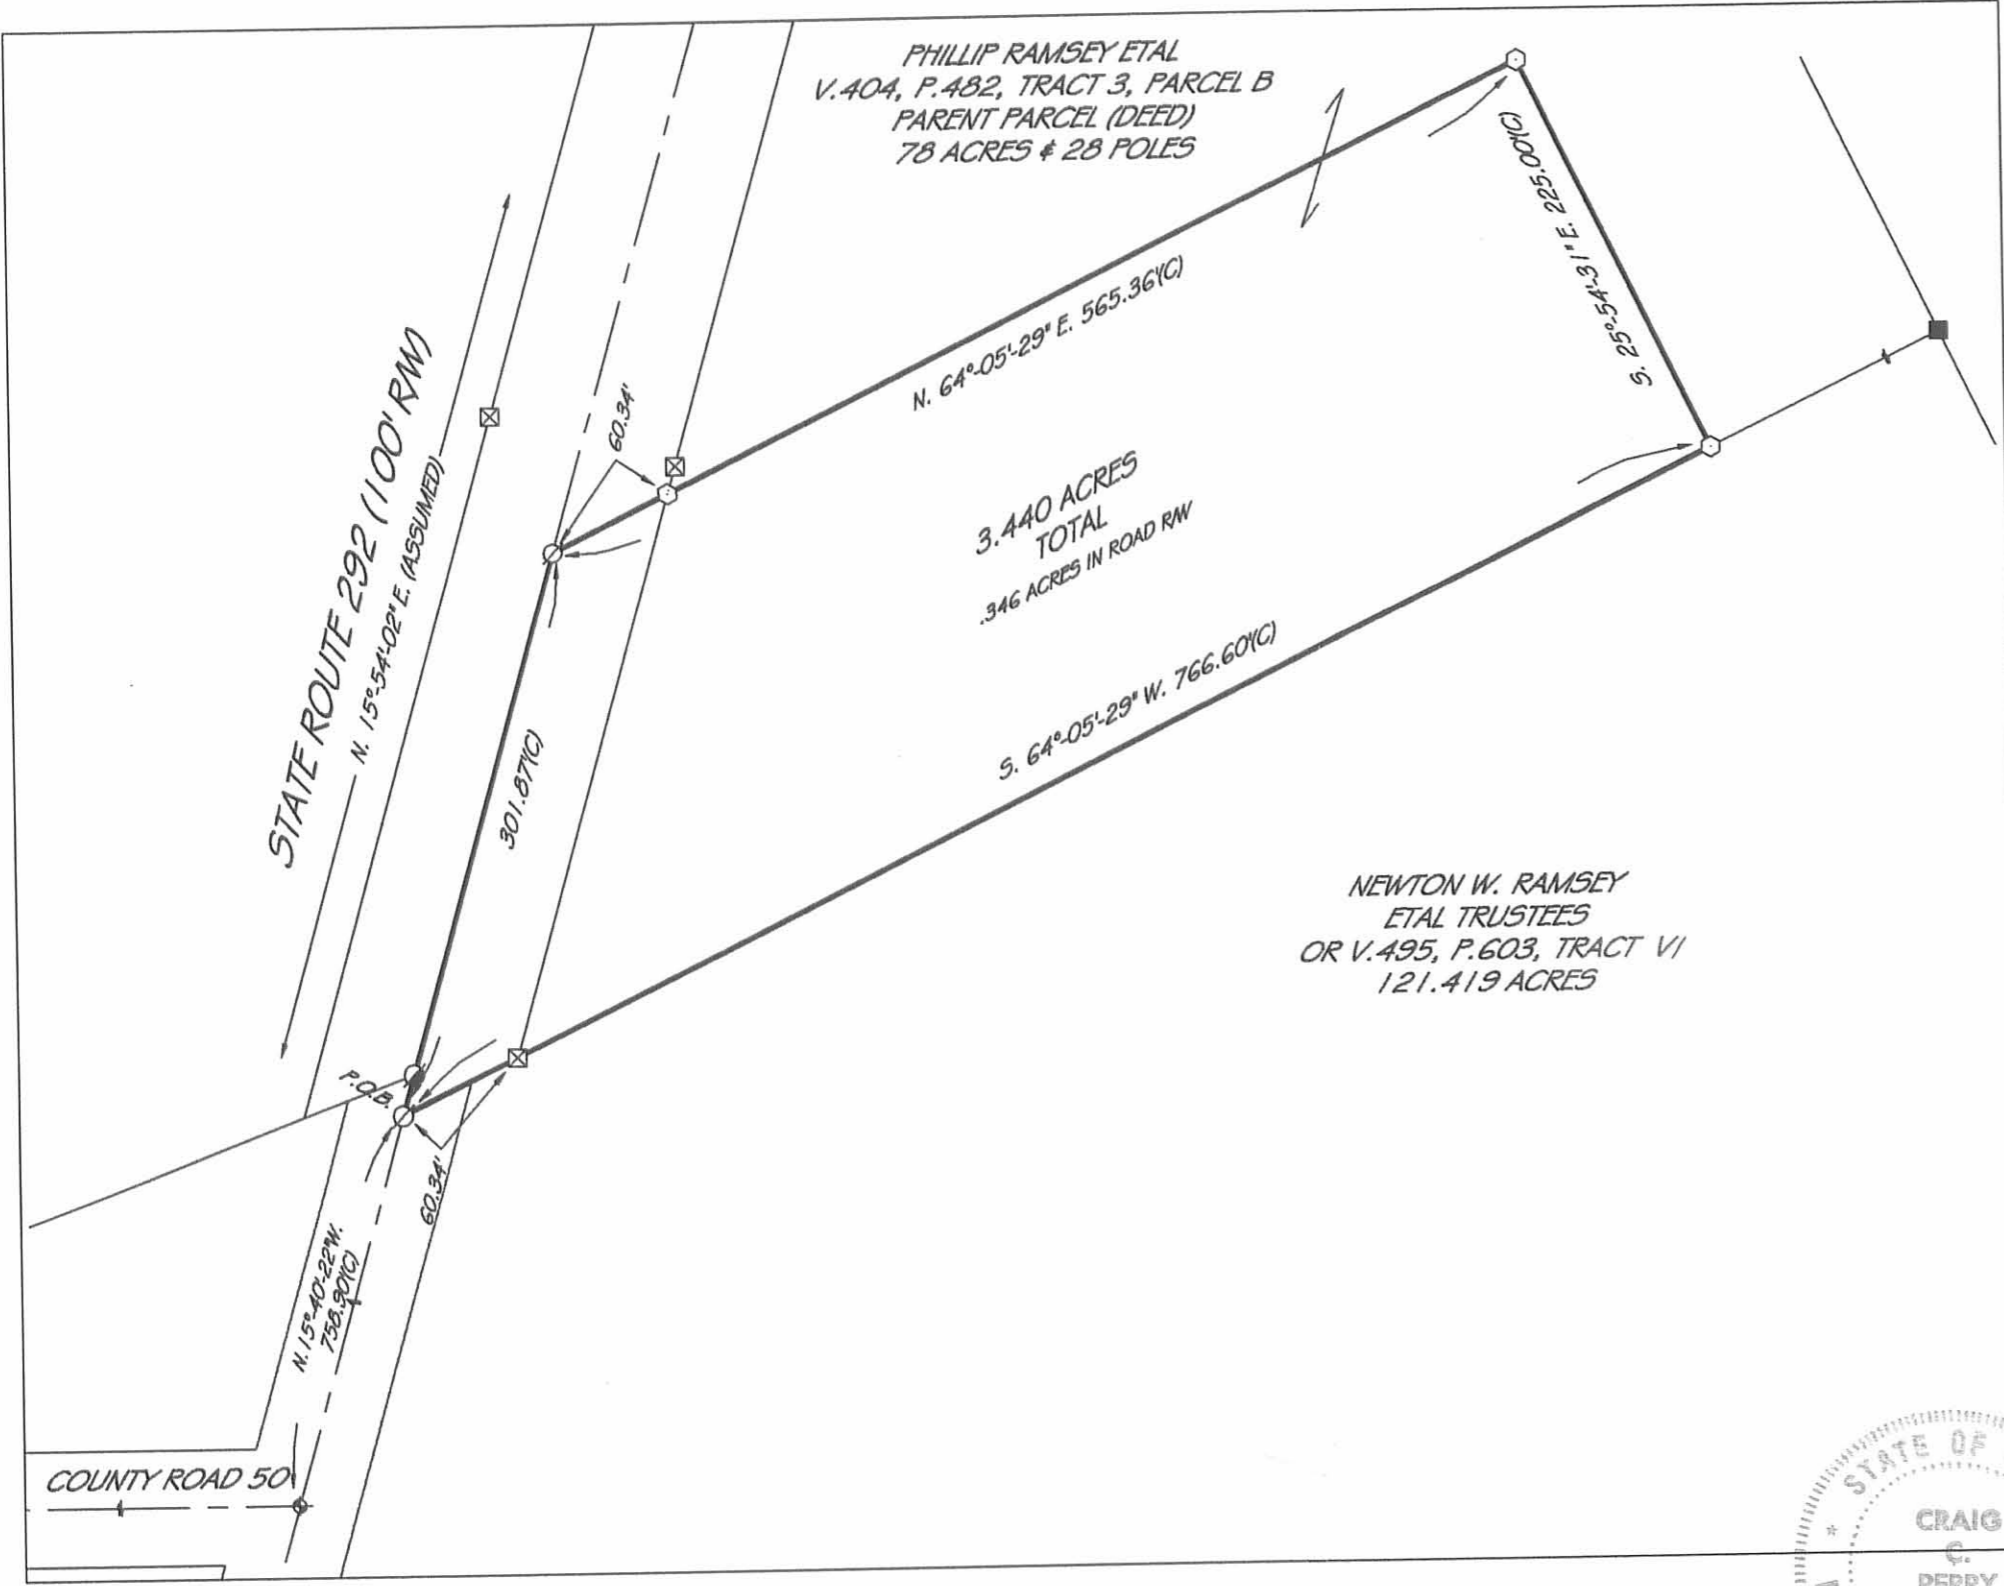 PHILLIP RAMSEY ETAL
V.404, P.482, TRACT 3, PARCEL B
PARENT PARCEL (DEED)
78 ACRES & 28 POLES
S. 25°-54'-31" E. 225.00'(C)
N. 64°-05'-29" E. 565.36'(C)
60.34'
STATE ROUTE 292 (100' R/W)
N. 15°-54'-02" E. (ASSUMED)
3.440 ACRES
TOTAL
.346 ACRES IN ROAD R/W
S. 64°-05'-29" W. 766.60'(C)
301.87'(C)
NEWTON W. RAMSEY
ETAL TRUSTEES
OR V.495, P.603, TRACT VI
121.419 ACRES
P.O.B.
60.34'
N. 15°-40'-22" W.
758.90'(C)
COUNTY ROAD 50
STATE OF
CRAIG
C.
PERRY